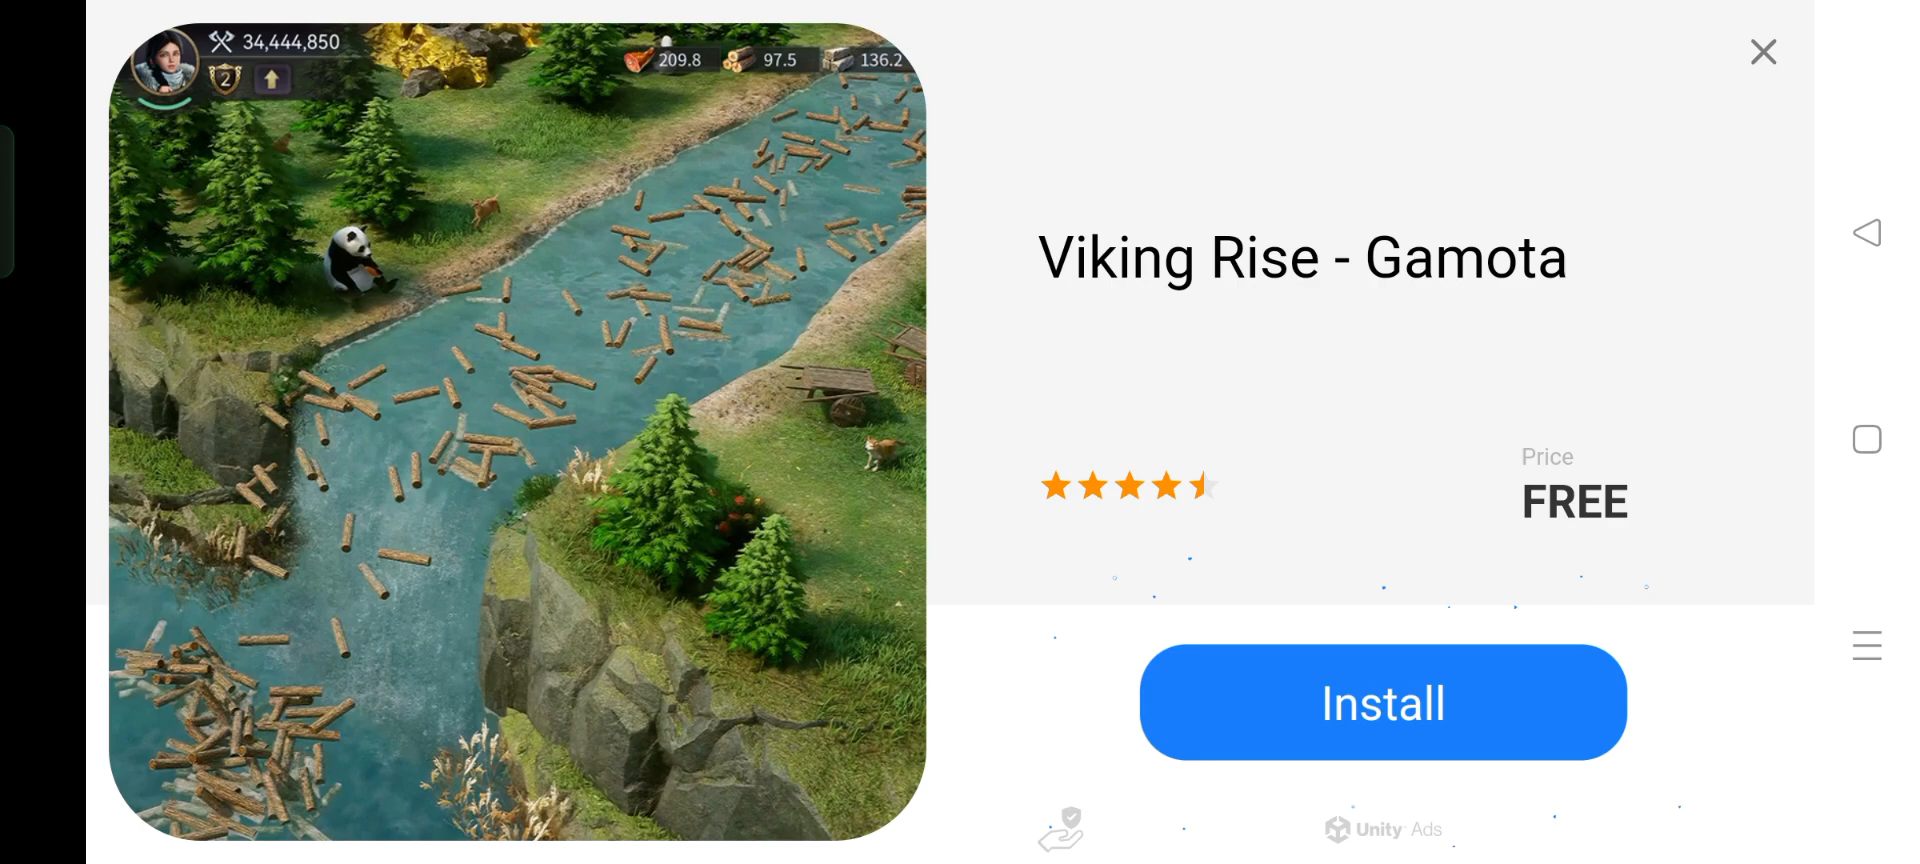 34,444,850
209.8
97.5
136.2
2
Viking Rise - Gamota
Price
FREE
Install
Unity Ads